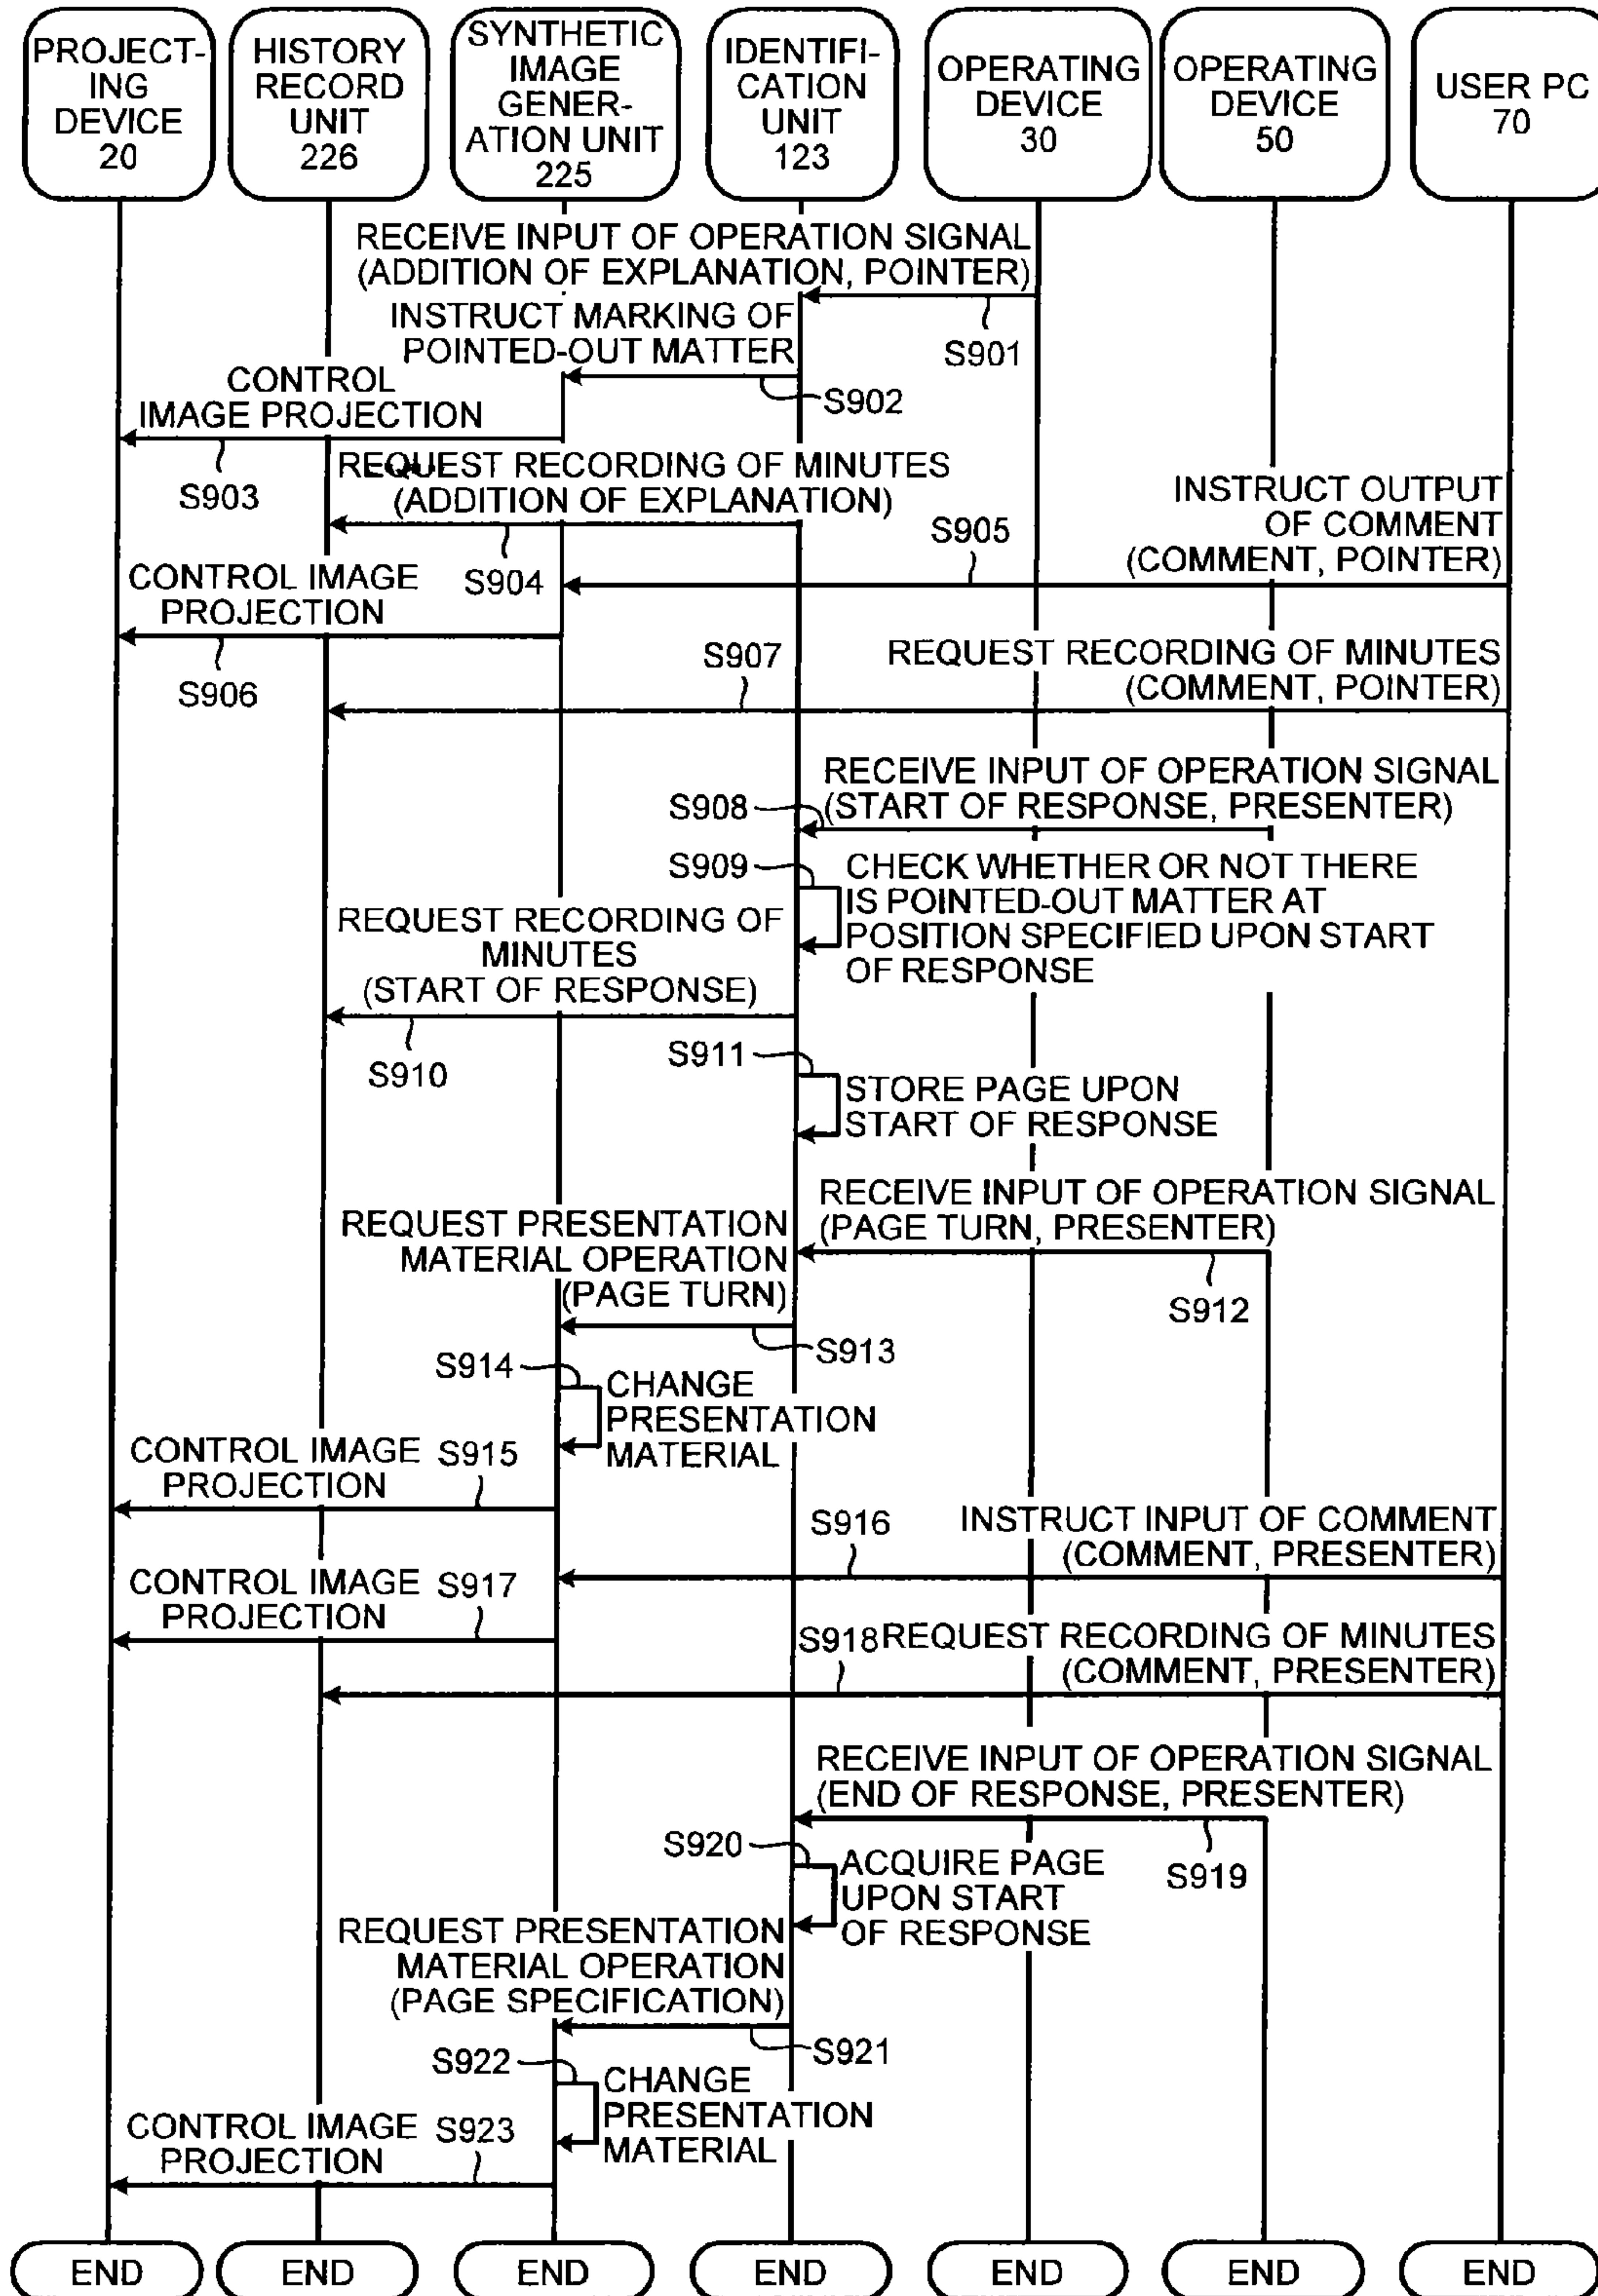 PROJECT-
ING
DEVICE
20
HISTORY
RECORD
UNIT
226
SYNTHETIC
IMAGE
GENER-
ATION UNIT
225
IDENTIFI-
CATION
UNIT
123
OPERATING
DEVICE
30
OPERATING
DEVICE
50
USER PC
70
RECEIVE INPUT OF OPERATION SIGNAL
(ADDITION OF EXPLANATION, POINTER)
S901
INSTRUCT MARKING OF
POINTED-OUT MATTER
S902
CONTROL
IMAGE PROJECTION
S903
REQUEST RECORDING OF MINUTES
(ADDITION OF EXPLANATION)
S904
INSTRUCT OUTPUT
OF COMMENT
(COMMENT, POINTER)
S905
CONTROL IMAGE
PROJECTION
S906
REQUEST RECORDING OF MINUTES
(COMMENT, POINTER)
S907
RECEIVE INPUT OF OPERATION SIGNAL
(START OF RESPONSE, PRESENTER)
S908
S909
CHECK WHETHER OR NOT THERE
IS POINTED-OUT MATTER AT
POSITION SPECIFIED UPON START
OF RESPONSE
REQUEST RECORDING OF
MINUTES
(START OF RESPONSE)
S910
S911
STORE PAGE UPON
START OF RESPONSE
RECEIVE INPUT OF OPERATION SIGNAL
(PAGE TURN, PRESENTER)
S912
REQUEST PRESENTATION
MATERIAL OPERATION
(PAGE TURN)
S913
S914
CHANGE
PRESENTATION
MATERIAL
CONTROL IMAGE
PROJECTION
S915
S916
INSTRUCT INPUT OF COMMENT
(COMMENT, PRESENTER)
CONTROL IMAGE
PROJECTION
S917
S918 REQUEST RECORDING OF MINUTES
(COMMENT, PRESENTER)
RECEIVE INPUT OF OPERATION SIGNAL
(END OF RESPONSE, PRESENTER)
S919
S920
ACQUIRE PAGE
UPON START
OF RESPONSE
REQUEST PRESENTATION
MATERIAL OPERATION
(PAGE SPECIFICATION)
S921
S922
CHANGE
PRESENTATION
MATERIAL
CONTROL IMAGE
PROJECTION
S923
END
END
END
END
END
END
END